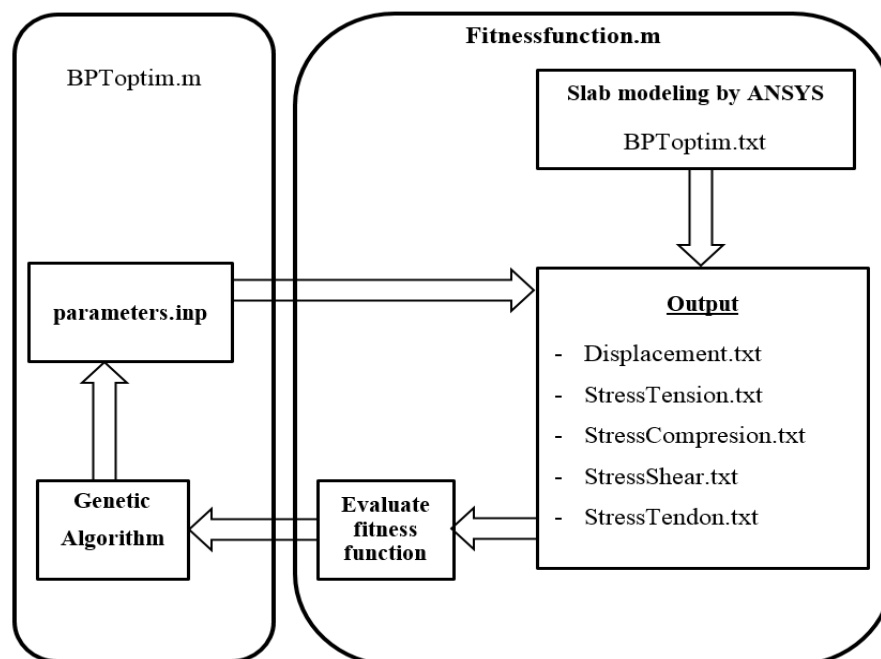 BPToptim.m
parameters.inp
Genetic
Algorithm
Fitnessfunction.m
Slab modeling by ANSYS
BPToptim.txt
Output
- Displacement.txt
- StressTension.txt
- StressCompresion.txt
- StressShear.txt
- StressTendon.txt
Evaluate
fitness
function